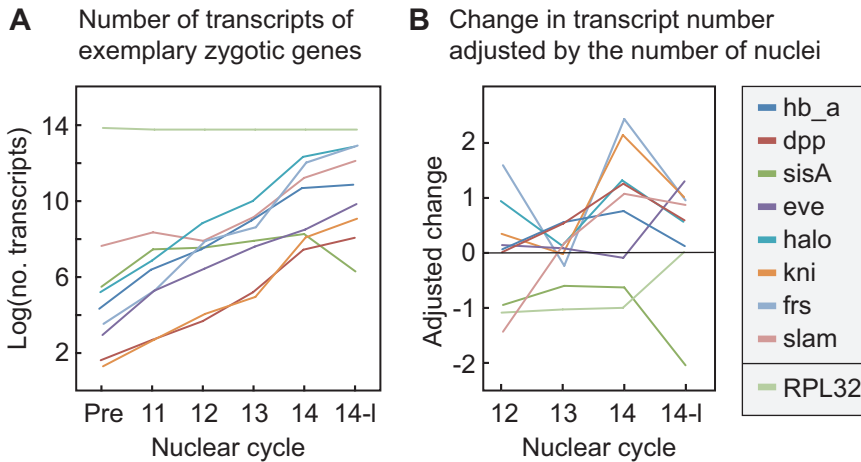 A Number of transcripts of
exemplary zygotic genes
Log(no. transcripts)
14
10
6
2
Pre 11 12 13 14 14-l
Nuclear cycle
B Change in transcript number
adjusted by the number of nuclei
Adjusted change
2
1
0
-1
-2
12 13 14 14-l
Nuclear cycle
hb_a
dpp
sisA
eve
halo
kni
frs
slam
RPL32